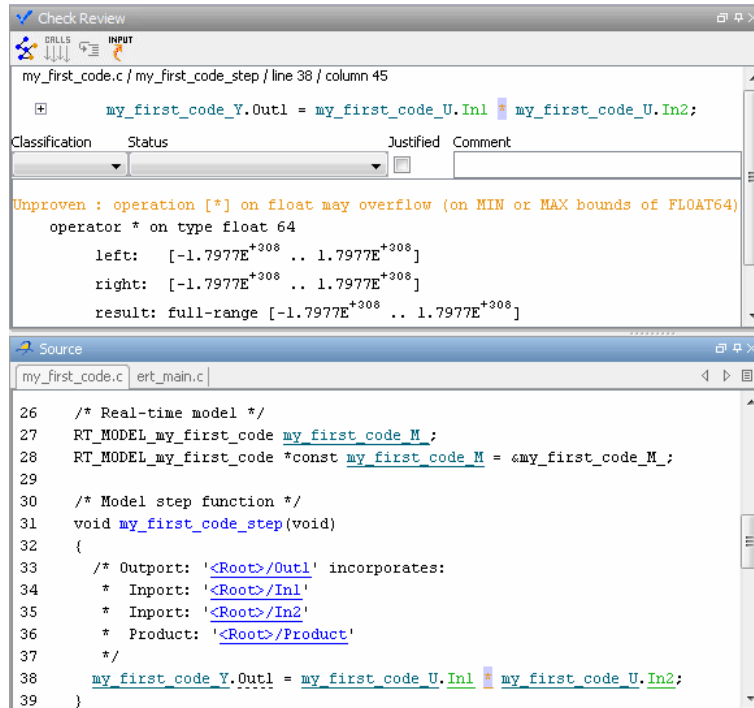 Check Review
CALLS INPUT
my_first_code.c / my_first_code_step / line 38 / column 45
my_first_code_Y.Out1 = my_first_code_U.In1 * my_first_code_U.In2;
Classification Status Justified Comment
Unproven : operation [*] on float may overflow (on MIN or MAX bounds of FLOAT64)
operator * on type float 64
left: [-1.7977E+308 .. 1.7977E+308]
right: [-1.7977E+308 .. 1.7977E+308]
result: full-range [-1.7977E+308 .. 1.7977E+308]
Source
my_first_code.c ert_main.c
26 /* Real-time model */
27 RT_MODEL_my_first_code my_first_code_M_;
28 RT_MODEL_my_first_code *const my_first_code_M = &my_first_code_M_;
29
30 /* Model step function */
31 void my_first_code_step(void)
32 {
33 /* Outport: '<Root>/Out1' incorporates:
34 * Inport: '<Root>/In1'
35 * Inport: '<Root>/In2'
36 * Product: '<Root>/Product'
37 */
38 my_first_code_Y.Out1 = my_first_code_U.In1 * my_first_code_U.In2;
39 }